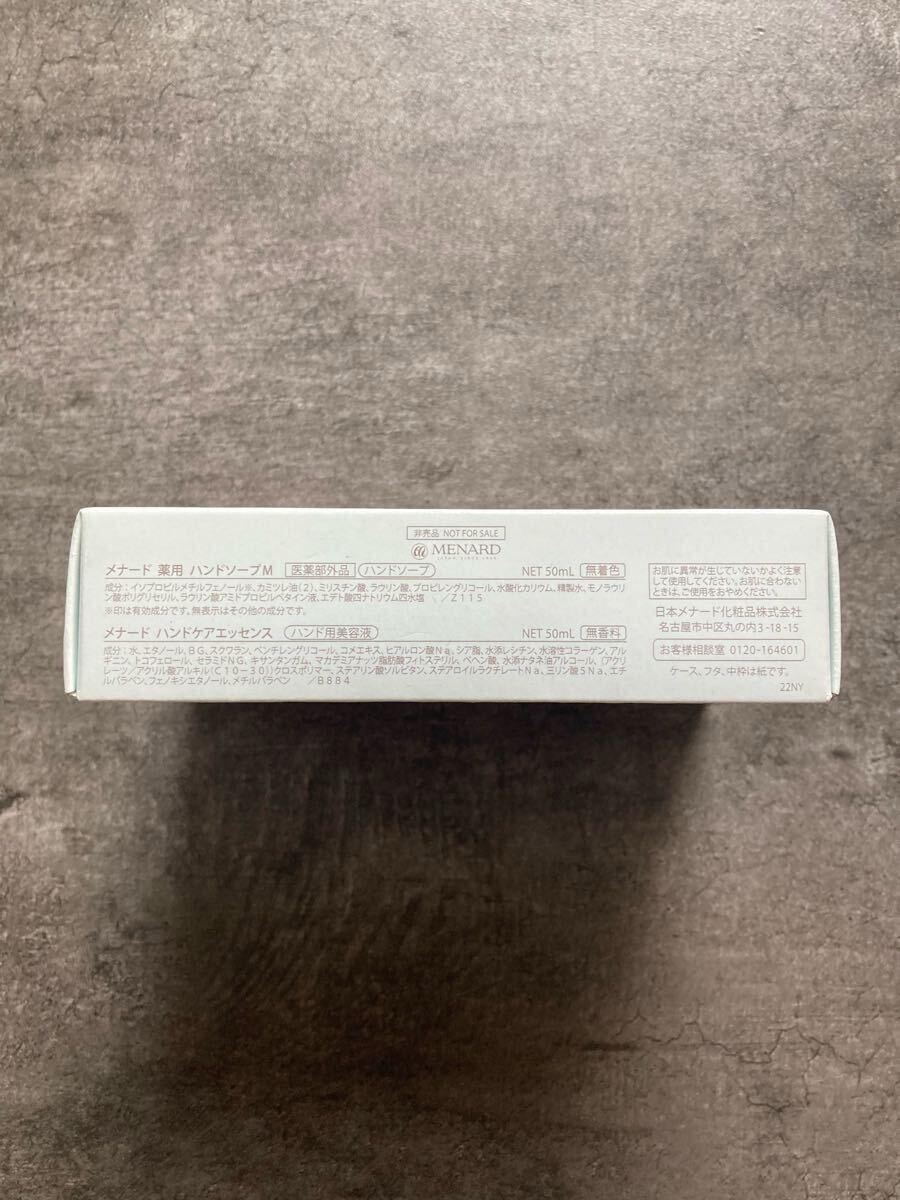 非売品 NOT FOR SALE
MENARD
JAPAN, SINCE 1959
メナード 薬用 ハンドソープM 医薬部外品 ハンドソープ NET 50mL 無着色
成分：イソプロピルメチルフェノール※、カミツレ油（2）、ミリスチン酸、ラウリン酸、プロピレングリコール、水酸化カリウム、精製水、モノラウリ
ン酸ポリグリセリル、ラウリン酸アミドプロピルベタイン液、エデト酸四ナトリウム四水塩 ／Z115
※印は有効成分です。無表示はその他の成分です。
メナード ハンドケアエッセンス ハンド用美容液 NET 50mL 無香料
成分：水、エタノール、BG、スクワラン、ペンチレングリコール、コメエキス、ヒアルロン酸Na、シア脂、水添レシチン、水溶性コラーゲン、アル
ギニン、トコフェロール、セラミドNG、キサンタンガム、マカデミアナッツ脂肪酸フィトステリル、ベヘン酸、水添ナタネ油アルコール、（アクリ
レーツ／アクリル酸アルキル（C10－30））クロスポリマー、ステアリン酸ソルビタン、ステアロイルラクチレートNa、三リン酸5Na、エチ
ルパラベン、フェノキシエタノール、メチルパラベン ／B884
お肌に異常が生じていないかよく注意
して使用してください。お肌に合わない
ときは、ご使用をおやめください。
日本メナード化粧品株式会社
名古屋市中区丸の内3-18-15
お客様相談室 0120-164601
ケース、フタ、中枠は紙です。
22NY